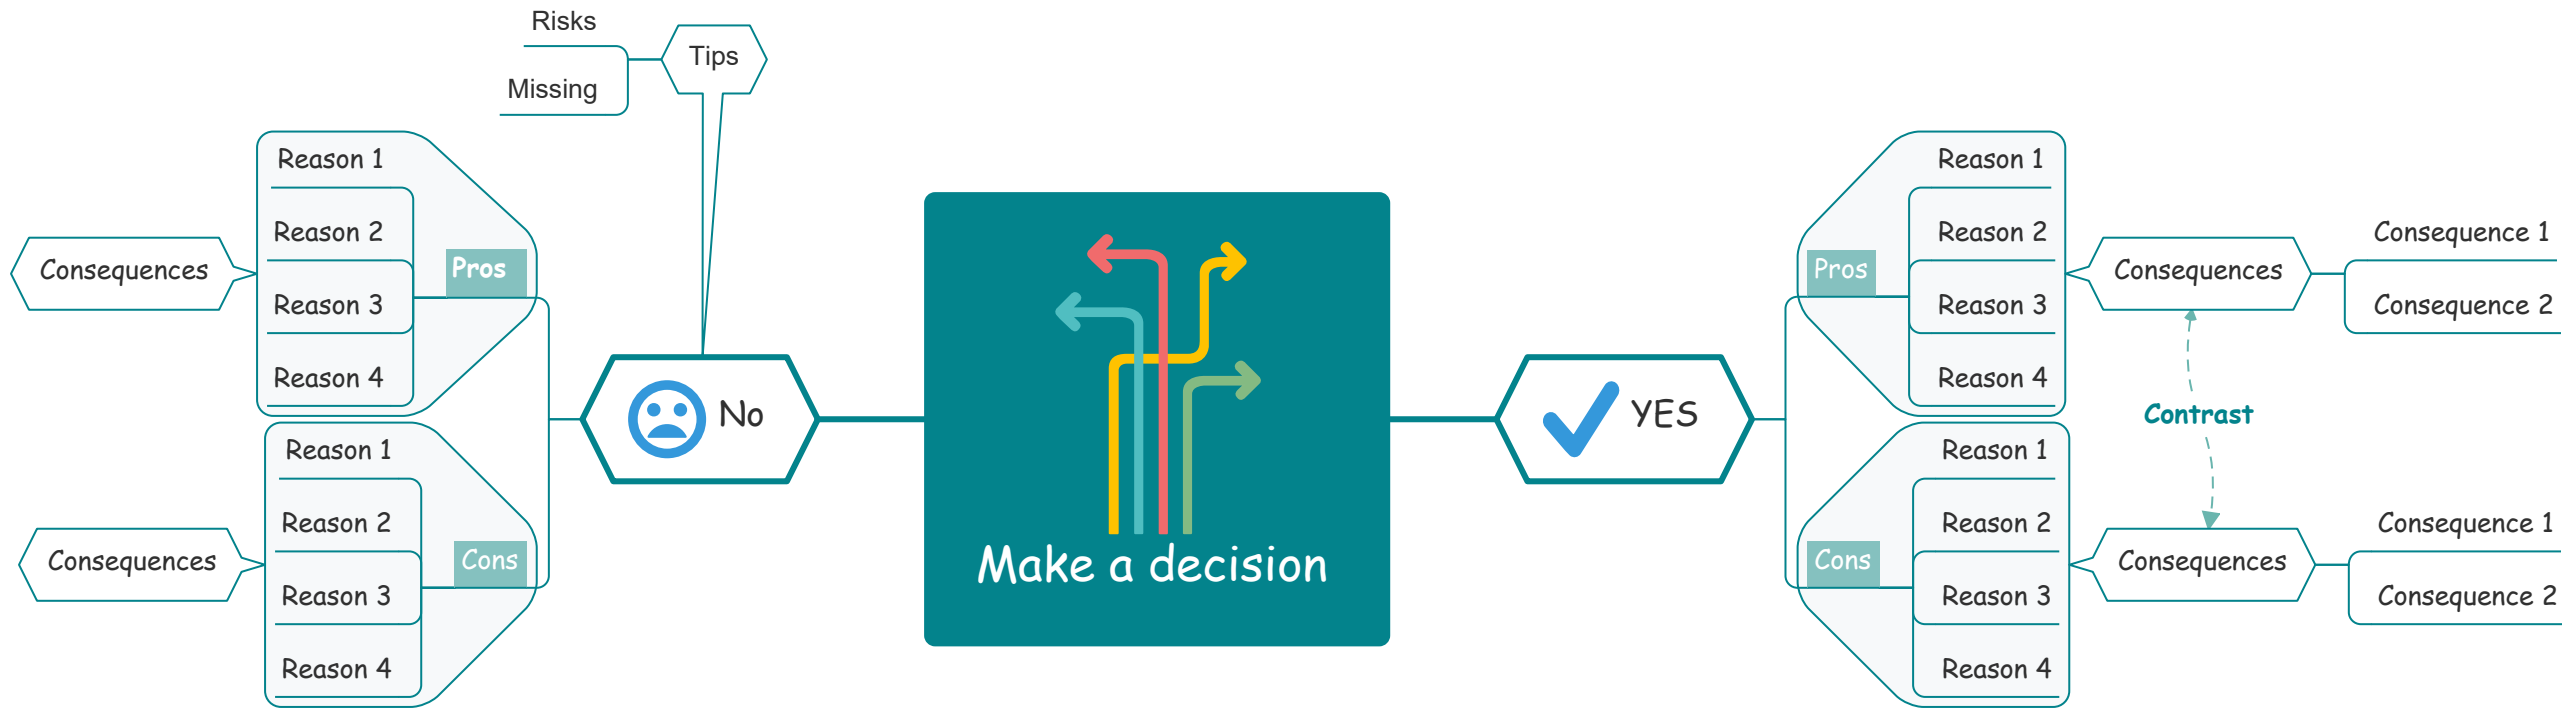 Risks
Missing
Tips
Reason 1
Reason 2
Reason 3
Reason 4
Pros
Consequences
Reason 1
Reason 2
Reason 3
Reason 4
Cons
Consequences
No
Make a decision
YES
Pros
Reason 1
Reason 2
Reason 3
Reason 4
Consequences
Consequence 1
Consequence 2
Contrast
Cons
Reason 1
Reason 2
Reason 3
Reason 4
Consequences
Consequence 1
Consequence 2